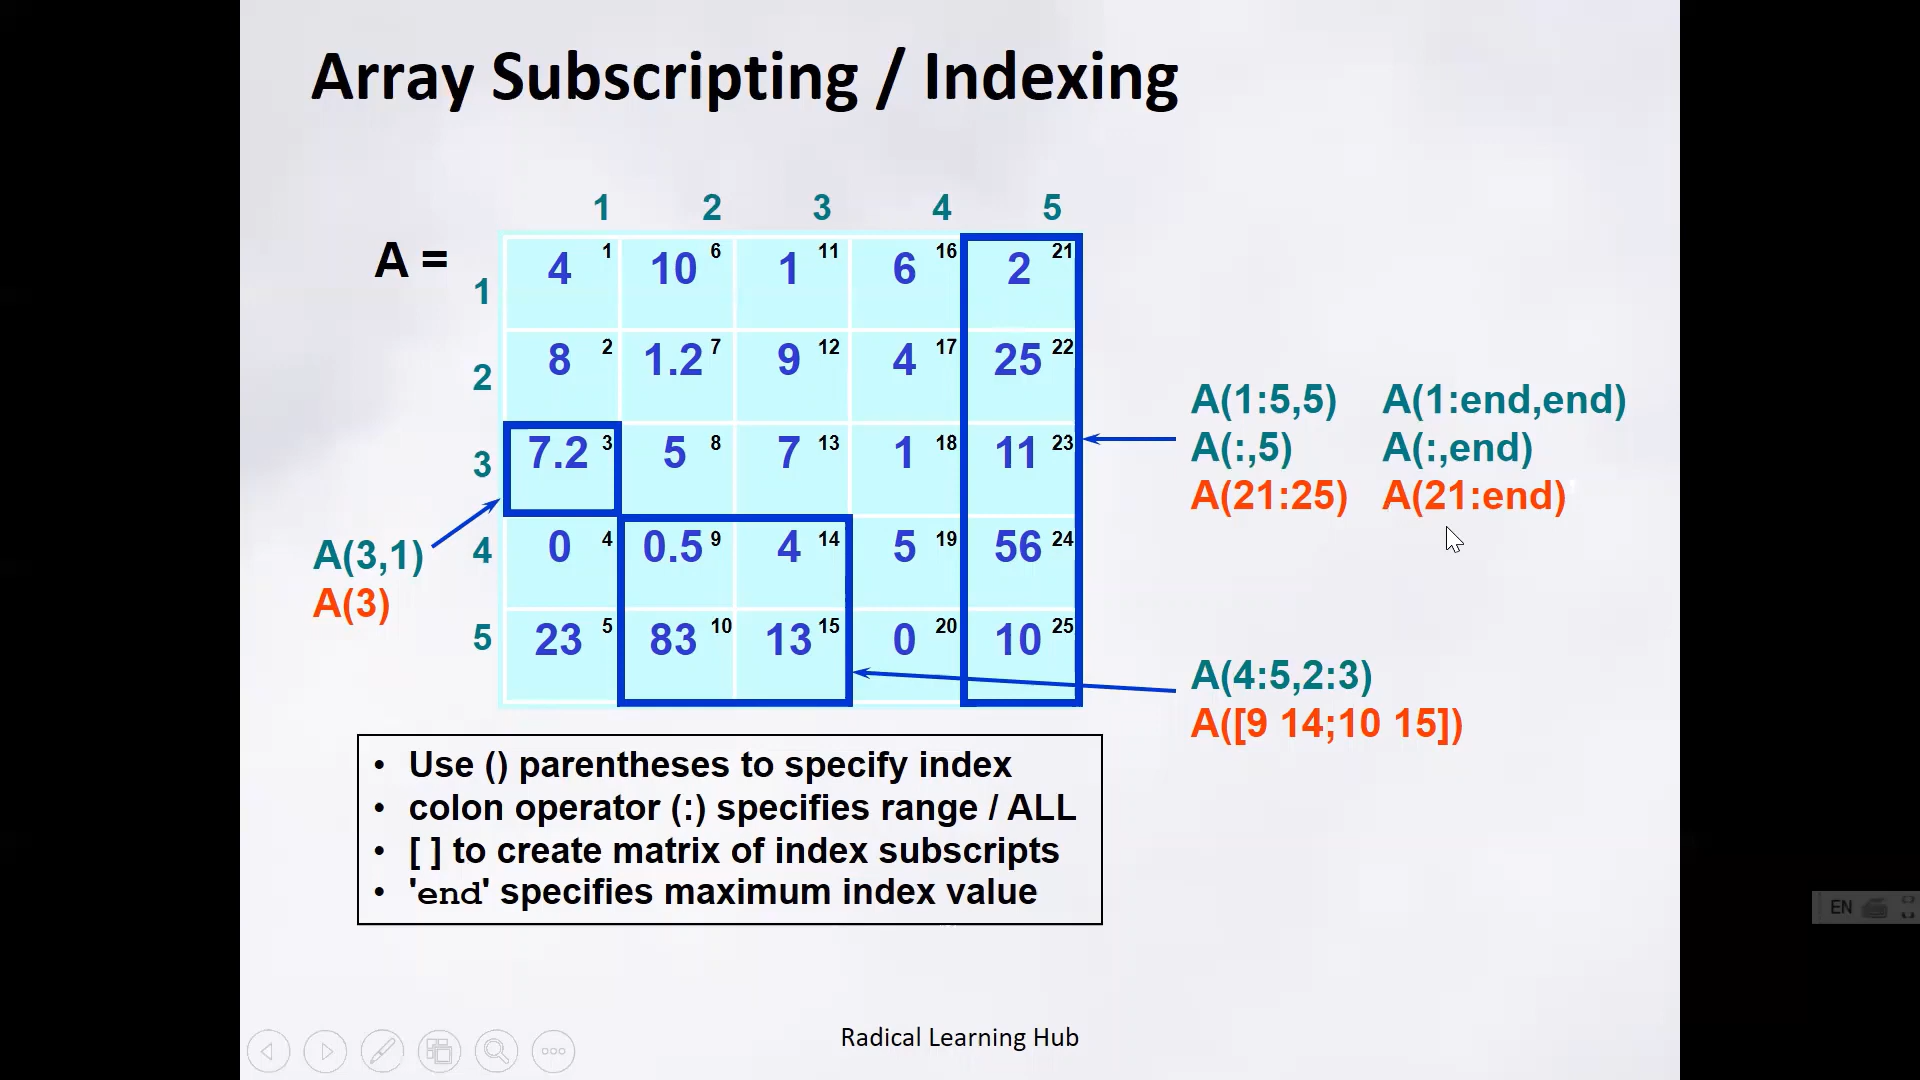 Array Subscripting / Indexing
1 2 3 4 5
A =
1 4 1 10 6 1 11 6 16 2 21
2 8 2 1.2 7 9 12 4 17 25 22
3 7.2 3 5 8 7 13 1 18 11 23
4 0 4 0.5 9 4 14 5 19 56 24
5 23 5 83 10 13 15 0 20 10 25
A(3,1)
A(3)
A(1:5,5) A(1:end,end)
A(:,5) A(:,end)
A(21:25) A(21:end)'
A(4:5,2:3)
A([9 14;10 15])
• Use () parentheses to specify index
• colon operator (:) specifies range / ALL
• [ ] to create matrix of index subscripts
• 'end' specifies maximum index value
EN
Radical Learning Hub